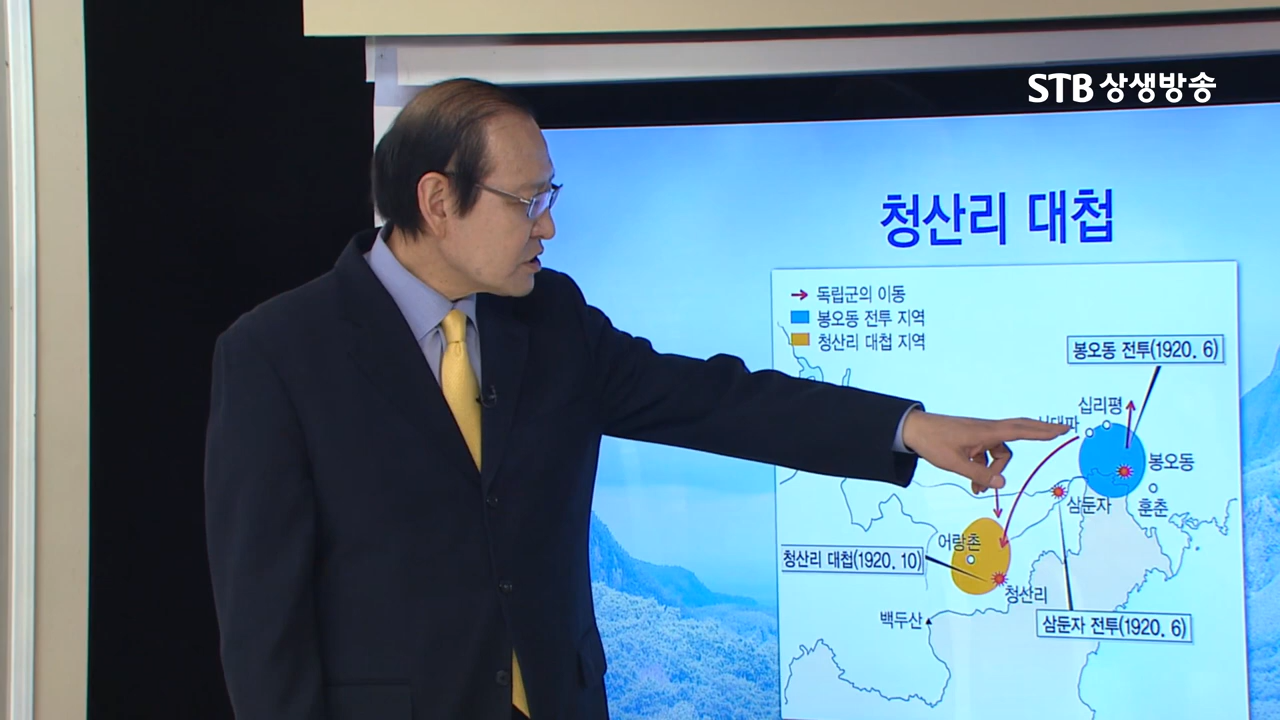 STB 상생방송
청산리 대첩
독립군의 이동
봉오동 전투 지역
청산리 대첩 지역
봉오동 전투(1920. 6)
십리평
봉오동
삼둔자
훈춘
어랑촌
청산리 대첩(1920. 10)
청산리
백두산
삼둔자 전투(1920. 6)